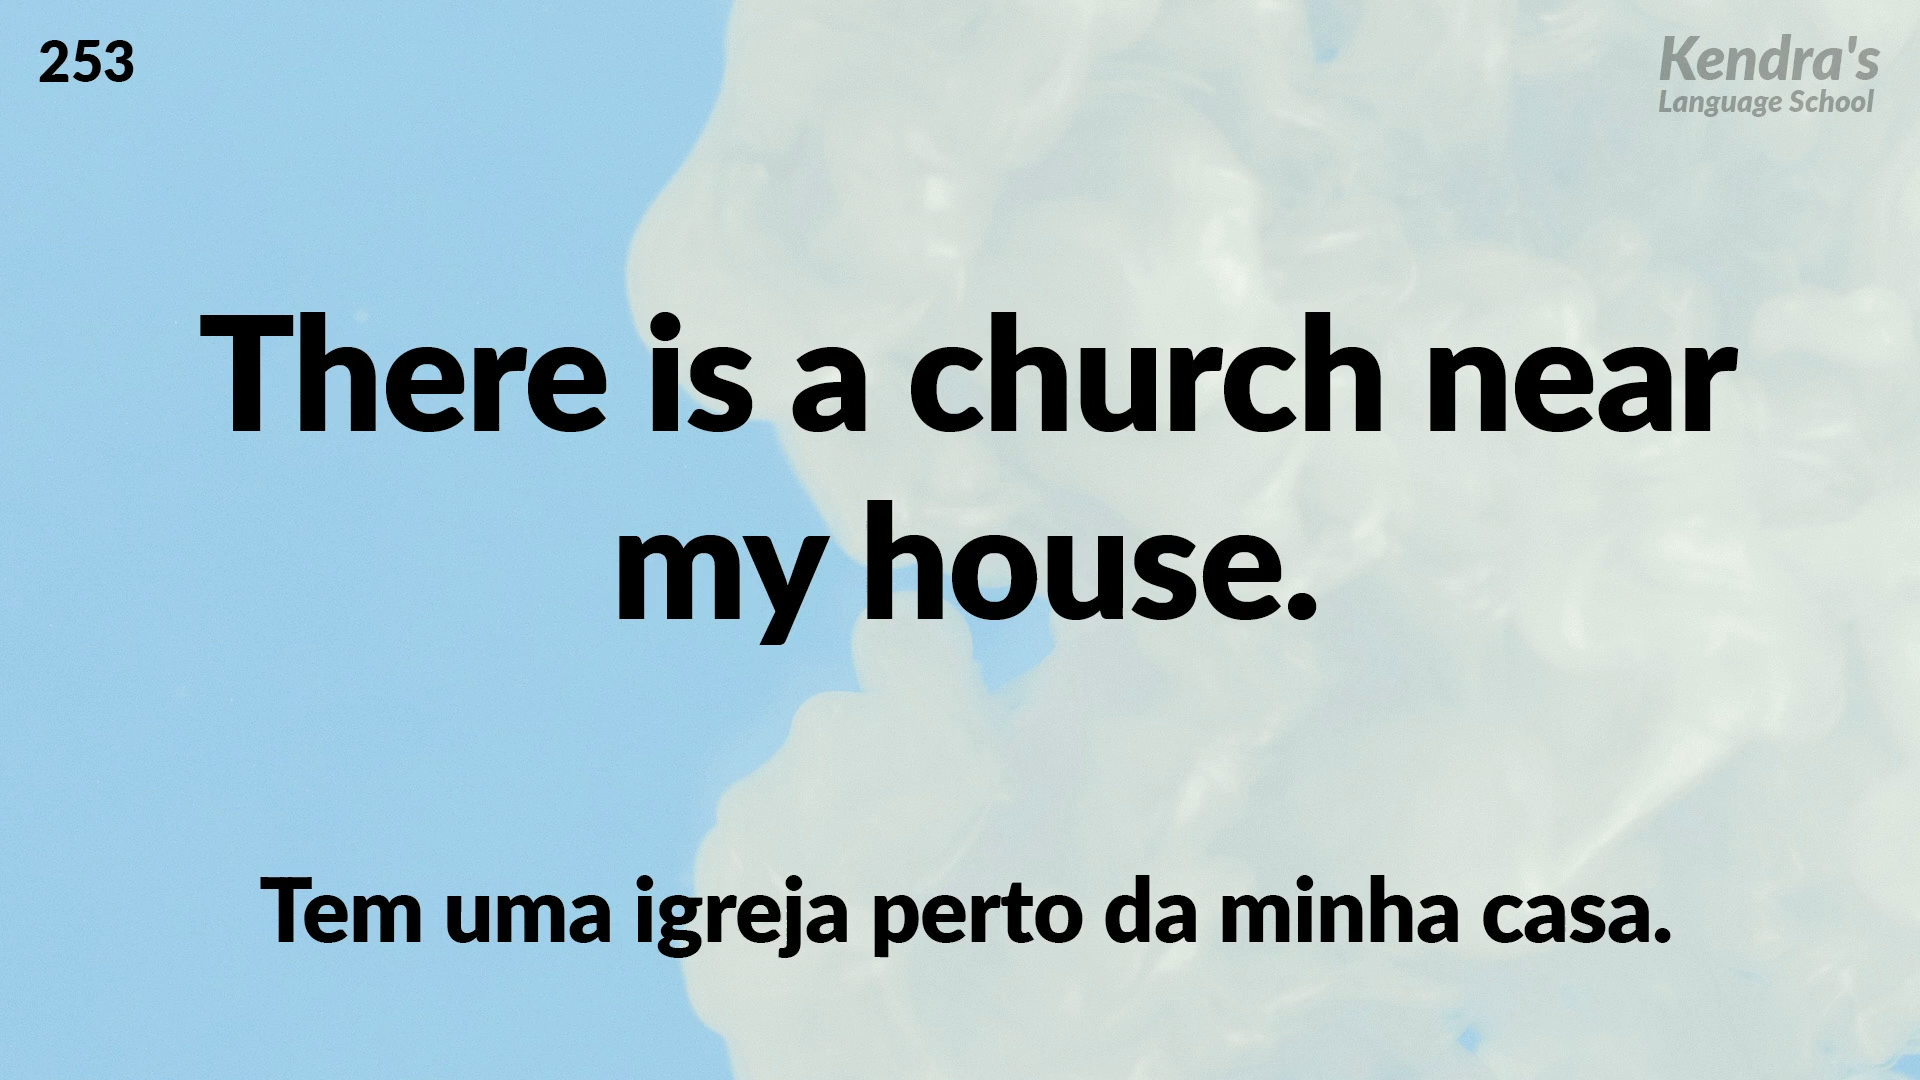 253
Kendra's
Language School
There is a church near
my house.
Tem uma igreja perto da minha casa.